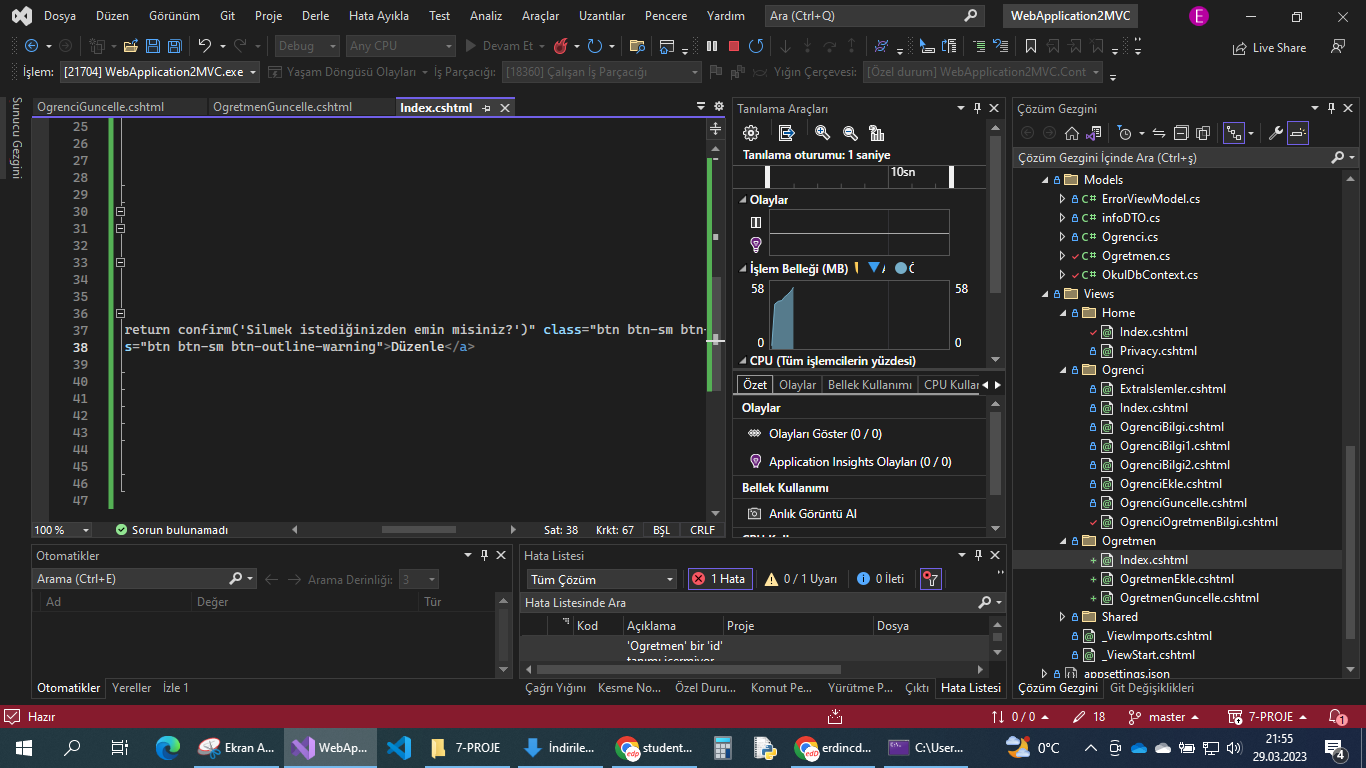 Dosya Düzen Görünüm Git Proje Derle Hata Ayıkla Test Analiz Araçlar Uzantılar Pencere Yardım Ara (Ctrl+Q) WebApplication2MVC E
Debug Any CPU Devam Et Live Share
İşlem: [21704] WebApplication2MVC.exe Yaşam Döngüsü Olayları İş Parçacığı: [18360] Çalışan İş Parçacığı Yığın Çerçevesi: [Özel durum] WebApplication2MVC.Cont
Sunucu Gezgini
OgrenciGuncelle.cshtml OgretmenGuncelle.cshtml Index.cshtml
25
26
27
28
29
30
31
32
33
34
35
36
37 return confirm('Silmek istediğinizden emin misiniz?')" class="btn btn-sm btn-
38 s="btn btn-sm btn-outline-warning">Düzenle</a>
39
40
41
42
43
44
45
46
47
100 % Sorun bulunamadı Sat: 38 Krkt: 67 BŞL CRLF
Tanılama Araçları
Tanılama oturumu: 1 saniye
10sn
Olaylar
İşlem Belleği (MB)
58 58
0 0
CPU (Tüm işlemcilerin yüzdesi)
Özet Olaylar Bellek Kullanımı CPU Kullar
Olaylar
Olayları Göster (0 / 0)
Application Insights Olayları (0 / 0)
Bellek Kullanımı
Anlık Görüntü Al
Çözüm Gezgini
Çözüm Gezgini İçinde Ara (Ctrl+ş)
Models
C# ErrorViewModel.cs
C# infoDTO.cs
C# Ogrenci.cs
C# Ogretmen.cs
C# OkulDbContext.cs
Views
Home
Index.cshtml
Privacy.cshtml
Ogrenci
ExtraIslemler.cshtml
Index.cshtml
OgrenciBilgi.cshtml
OgrenciBilgi1.cshtml
OgrenciBilgi2.cshtml
OgrenciEkle.cshtml
OgrenciGuncelle.cshtml
OgrenciOgretmenBilgi.cshtml
Ogretmen
Index.cshtml
OgretmenEkle.cshtml
OgretmenGuncelle.cshtml
Shared
_ViewImports.cshtml
_ViewStart.cshtml
appsettings.json
Çözüm Gezgini Git Değişiklikleri
Otomatikler
Arama (Ctrl+E) Arama Derinliği: 3
Ad Değer Tür
Otomatikler Yereller İzle 1
Hata Listesi
Tüm Çözüm 1 Hata 0 / 1 Uyarı 0 İleti
Hata Listesinde Ara
Kod Açıklama Proje Dosya
'Ogretmen' bir 'id'
tanımı içermiyor
Çağrı Yığını Kesme No... Özel Duru... Komut Pe... Yürütme P... Çıktı Hata Listesi
Hazır 0 / 0 18 master 7-PROJE 1
Ekran A... WebAp... 7-PROJE İndirile... student... erdincd... C:\User... 0°C 21:55
29.03.2023 4